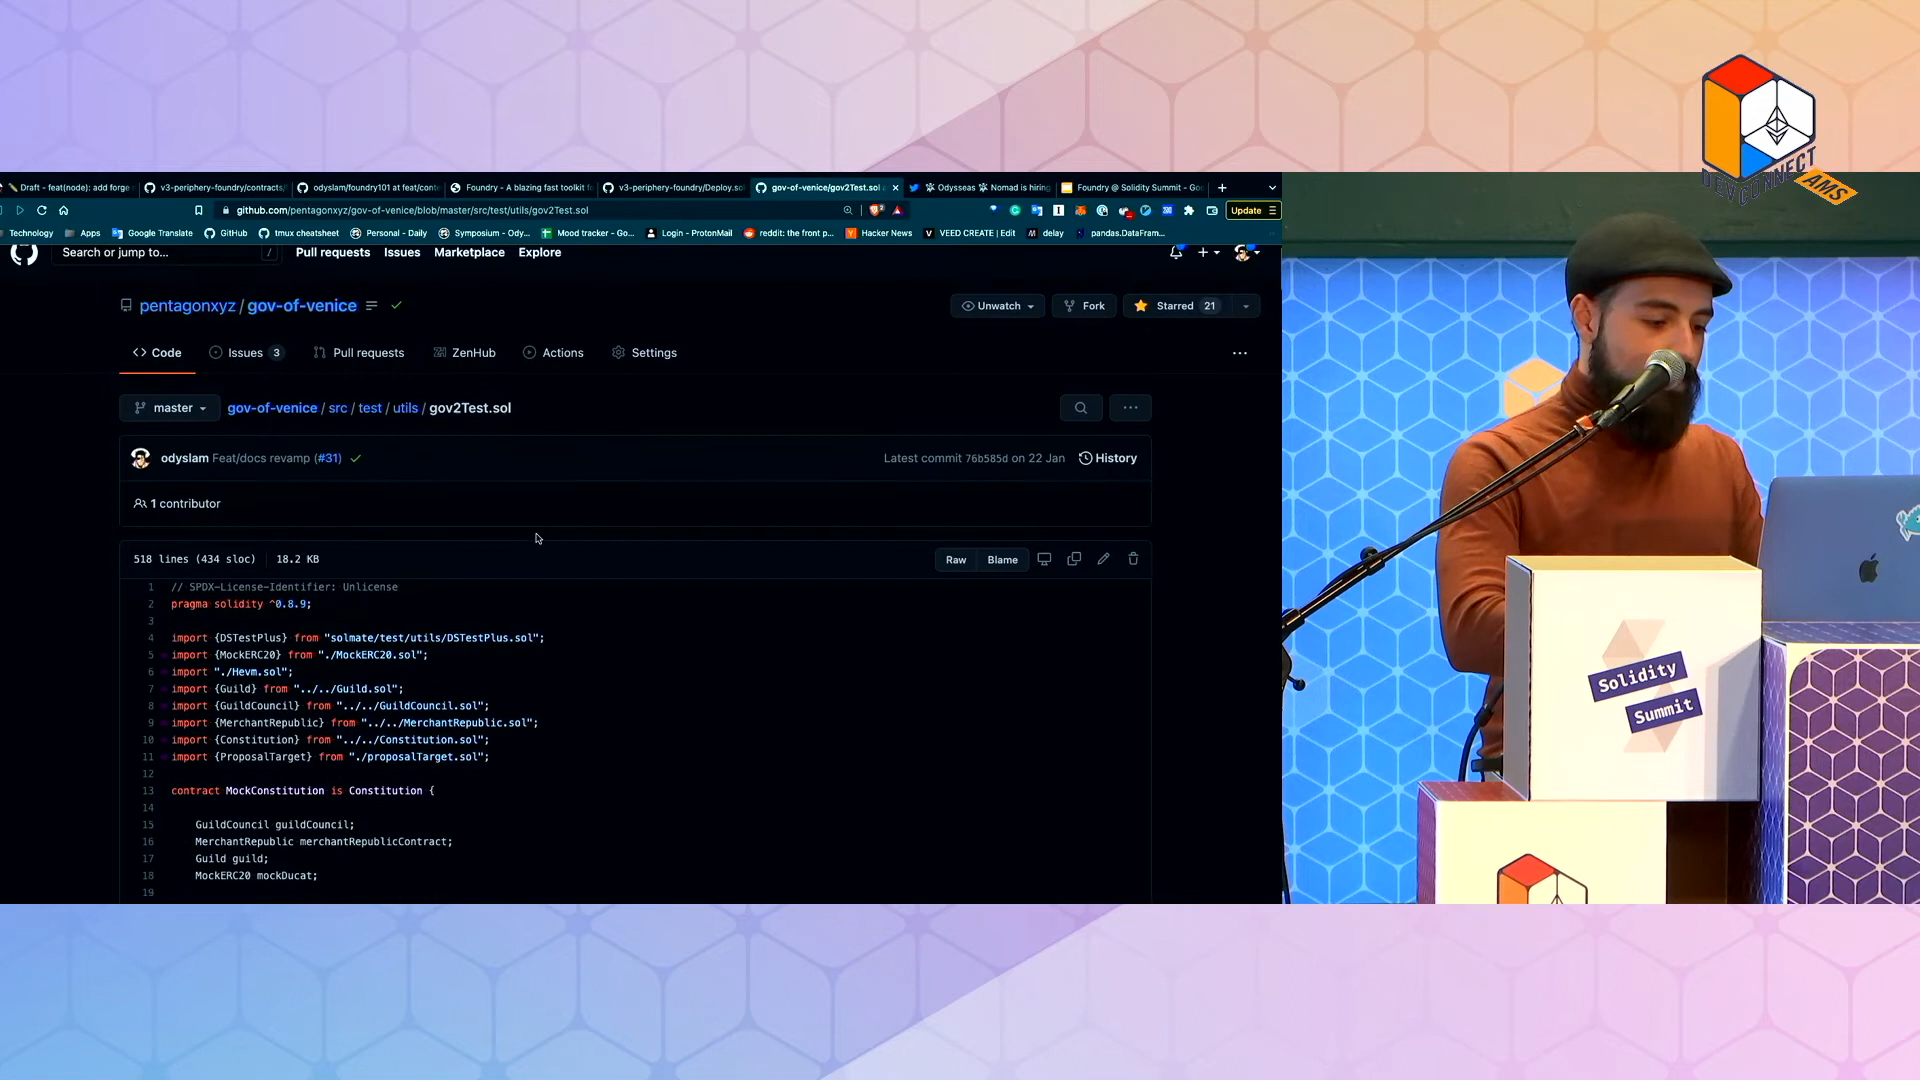 DEVCONNECT
AMS
Draft - feat(node): add forge
v3-periphery-foundry/contracts/
odyslam/foundry101 at feat/conte
Foundry - A blazing fast toolkit f
v3-periphery-foundry/Deploy.so
gov-of-venice/gov2Test.sol
Odysseas Nomad is hiring
Foundry @ Solidity Summit - Go
github.com/pentagonxyz/gov-of-venice/blob/master/src/test/utils/gov2Test.sol
Update
Technology
Apps
Google Translate
GitHub
tmux cheatsheet
Personal - Daily
Symposium - Ody...
Mood tracker - Go...
Login - ProtonMail
reddit: the front p...
Hacker News
VEED CREATE | Edit
delay
pandas.DataFram...
Search or jump to... /
Pull requests Issues Marketplace Explore
pentagonxyz / gov-of-venice
Unwatch
Fork
Starred 21
Code
Issues 3
Pull requests
ZenHub
Actions
Settings
master
gov-of-venice / src / test / utils / gov2Test.sol
odyslam Feat/docs revamp (#31)
Latest commit 76b585d on 22 Jan
History
1 contributor
518 lines (434 sloc) 18.2 KB
Raw Blame
1 // SPDX-License-Identifier: Unlicense
2 pragma solidity ^0.8.9;
3
4 import {DSTestPlus} from "solmate/test/utils/DSTestPlus.sol";
5 import {MockERC20} from "./MockERC20.sol";
6 import "./Hevm.sol";
7 import {Guild} from "../../Guild.sol";
8 import {GuildCouncil} from "../../GuildCouncil.sol";
9 import {MerchantRepublic} from "../../MerchantRepublic.sol";
10 import {Constitution} from "../../Constitution.sol";
11 import {ProposalTarget} from "./proposalTarget.sol";
12
13 contract MockConstitution is Constitution {
14
15 GuildCouncil guildCouncil;
16 MerchantRepublic merchantRepublicContract;
17 Guild guild;
18 MockERC20 mockDucat;
19
Solidity
Summit